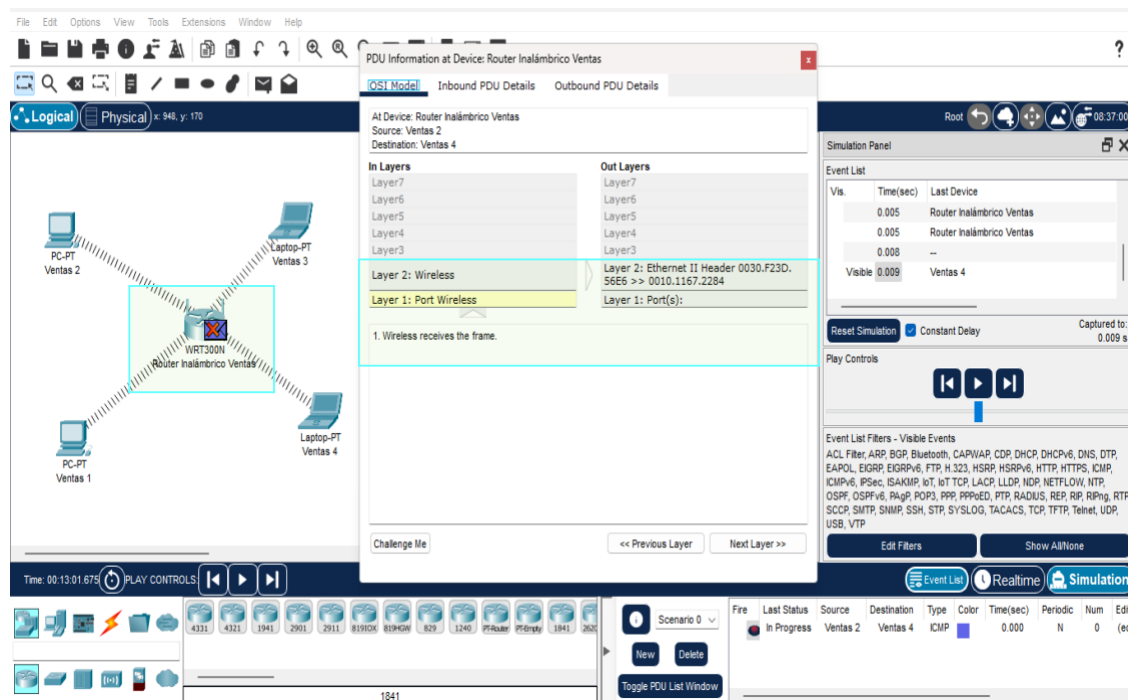 File Edit Options View Tools Extensions Window Help
?
Logical Physical x: 948, y: 170
Root 08:37:00
PC-PT
Ventas 2
Laptop-PT
Ventas 3
WRT300N
Router Inalámbrico Ventas
PC-PT
Ventas 1
Laptop-PT
Ventas 4
PDU Information at Device: Router Inalámbrico Ventas
x
OSI Model Inbound PDU Details Outbound PDU Details
At Device: Router Inalámbrico Ventas
Source: Ventas 2
Destination: Ventas 4
In Layers Out Layers
Layer7 Layer7
Layer6 Layer6
Layer5 Layer5
Layer4 Layer4
Layer3 Layer3
Layer 2: Wireless
Layer 2: Ethernet II Header 0030.F23D.
56E6 >> 0010.1167.2284
Layer 1: Port Wireless Layer 1: Port(s):
1. Wireless receives the frame.
Challenge Me << Previous Layer Next Layer >>
Simulation Panel
Event List
Vis. Time(sec) Last Device
0.005 Router Inalámbrico Ventas
0.005 Router Inalámbrico Ventas
0.008 --
Visible 0.009 Ventas 4
Reset Simulation Constant Delay Captured to:
0.009 s
Play Controls
Event List Filters - Visible Events
ACL Filter, ARP, BGP, Bluetooth, CAPWAP, CDP, DHCP, DHCPv6, DNS, DTP,
EAPOL, EIGRP, EIGRPv6, FTP, H.323, HSRP, HSRPv6, HTTP, HTTPS, ICMP,
ICMPv6, IPSec, ISAKMP, IoT, IoT TCP, LACP, LLDP, NDP, NETFLOW, NTP,
OSPF, OSPFv6, PAgP, POP3, PPP, PPPoED, PTP, RADIUS, REP, RIP, RIPng, RTP
SCCP, SMTP, SNMP, SSH, STP, SYSLOG, TACACS, TCP, TFTP, Telnet, UDP,
USB, VTP
Edit Filters Show All/None
Time: 00:13:01.675 PLAY CONTROLS:
Event List Realtime Simulation
4331 4321 1941 2901 2911 819IOX 819HGW 829 1240 PT-Router PT-Empty 1841 262
1841
Scenario 0
New Delete
Toggle PDU List Window
Fire Last Status Source Destination Type Color Time(sec) Periodic Num Edi
In Progress Ventas 2 Ventas 4 ICMP 0.000 N 0 (ed